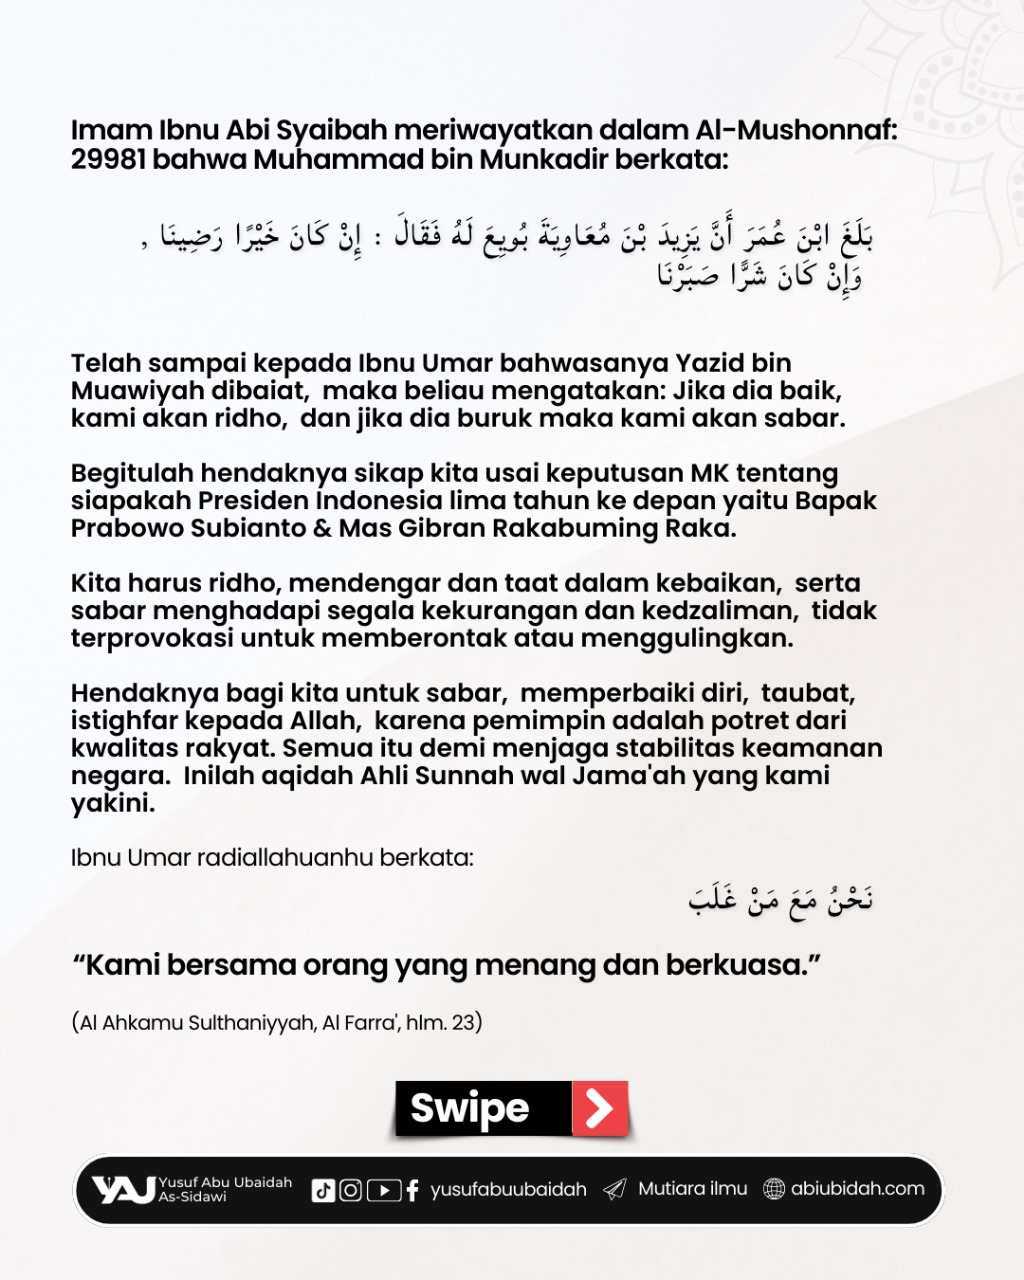 Imam Ibnu Abi Syaibah meriwayatkan dalam Al-Mushonnaf:
29981 bahwa Muhammad bin Munkadir berkata:
بَلَغَ ابْنَ عُمَرَ أَنَّ يَزِيدَ بْنَ مُعَاوِيَةَ بُويِعَ لَهُ فَقَالَ : إِنْ كَانَ خَيْرًا رَضِينَا ,
وَإِنْ كَانَ شَرًّا صَبَرْنَا
Telah sampai kepada Ibnu Umar bahwasanya Yazid bin
Muawiyah dibaiat,  maka beliau mengatakan: Jika dia baik,
kami akan ridho,  dan jika dia buruk maka kami akan sabar.
Begitulah hendaknya sikap kita usai keputusan MK tentang
siapakah Presiden Indonesia lima tahun ke depan yaitu Bapak
Prabowo Subianto & Mas Gibran Rakabuming Raka.
Kita harus ridho, mendengar dan taat dalam kebaikan,  serta
sabar menghadapi segala kekurangan dan kedzaliman,  tidak
terprovokasi untuk memberontak atau menggulingkan.
Hendaknya bagi kita untuk sabar,  memperbaiki diri,  taubat,
istighfar kepada Allah,  karena pemimpin adalah potret dari
kwalitas rakyat. Semua itu demi menjaga stabilitas keamanan
negara.  Inilah aqidah Ahli Sunnah wal Jama'ah yang kami
yakini.
Ibnu Umar radiallahuanhu berkata:
نَحْنُ مَعَ مَنْ غَلَبَ
“Kami bersama orang yang menang dan berkuasa.”
(Al Ahkamu Sulthaniyyah, Al Farra', hlm. 23)
Swipe
YAU Yusuf Abu Ubaidah
As-Sidawi
yusufabuubaidah
Mutiara ilmu
abiubidah.com